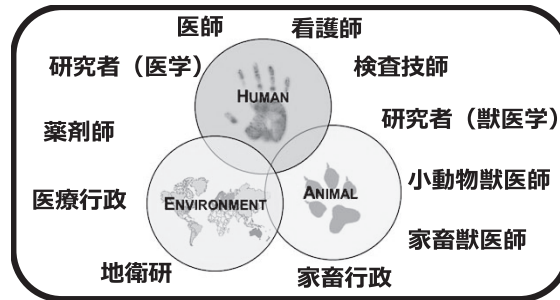 医師
看護師
研究者（医学）
検査技師
HUMAN
研究者（獣医学）
薬剤師
小動物獣医師
医療行政
ENVIRONMENT
ANIMAL
家畜獣医師
地衛研
家畜行政